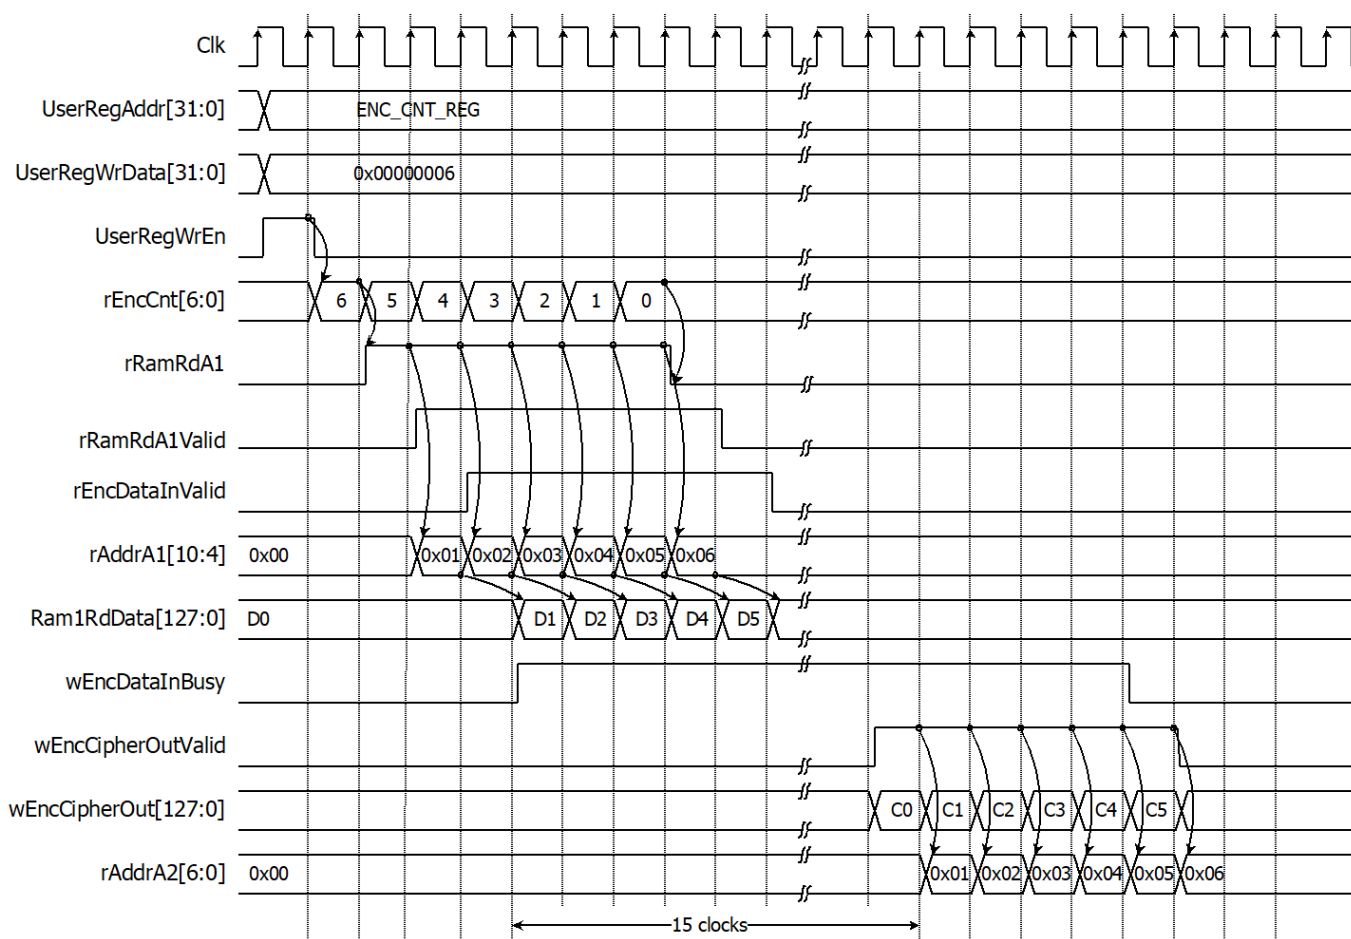 Clk
UserRegAddr[31:0] ENC_CNT_REG
UserRegWrData[31:0] 0x00000006
UserRegWrEn
rEncCnt[6:0] 6 5 4 3 2 1 0
rRamRdA1
rRamRdA1Valid
rEncDataInValid
rAddrA1[10:4] 0x00 0x01 0x02 0x03 0x04 0x05 0x06
Ram1RdData[127:0] D0 D1 D2 D3 D4 D5
wEncDataInBusy
wEncCipherOutValid
wEncCipherOut[127:0] C0 C1 C2 C3 C4 C5
rAddrA2[6:0] 0x00 0x01 0x02 0x03 0x04 0x05 0x06
15 clocks